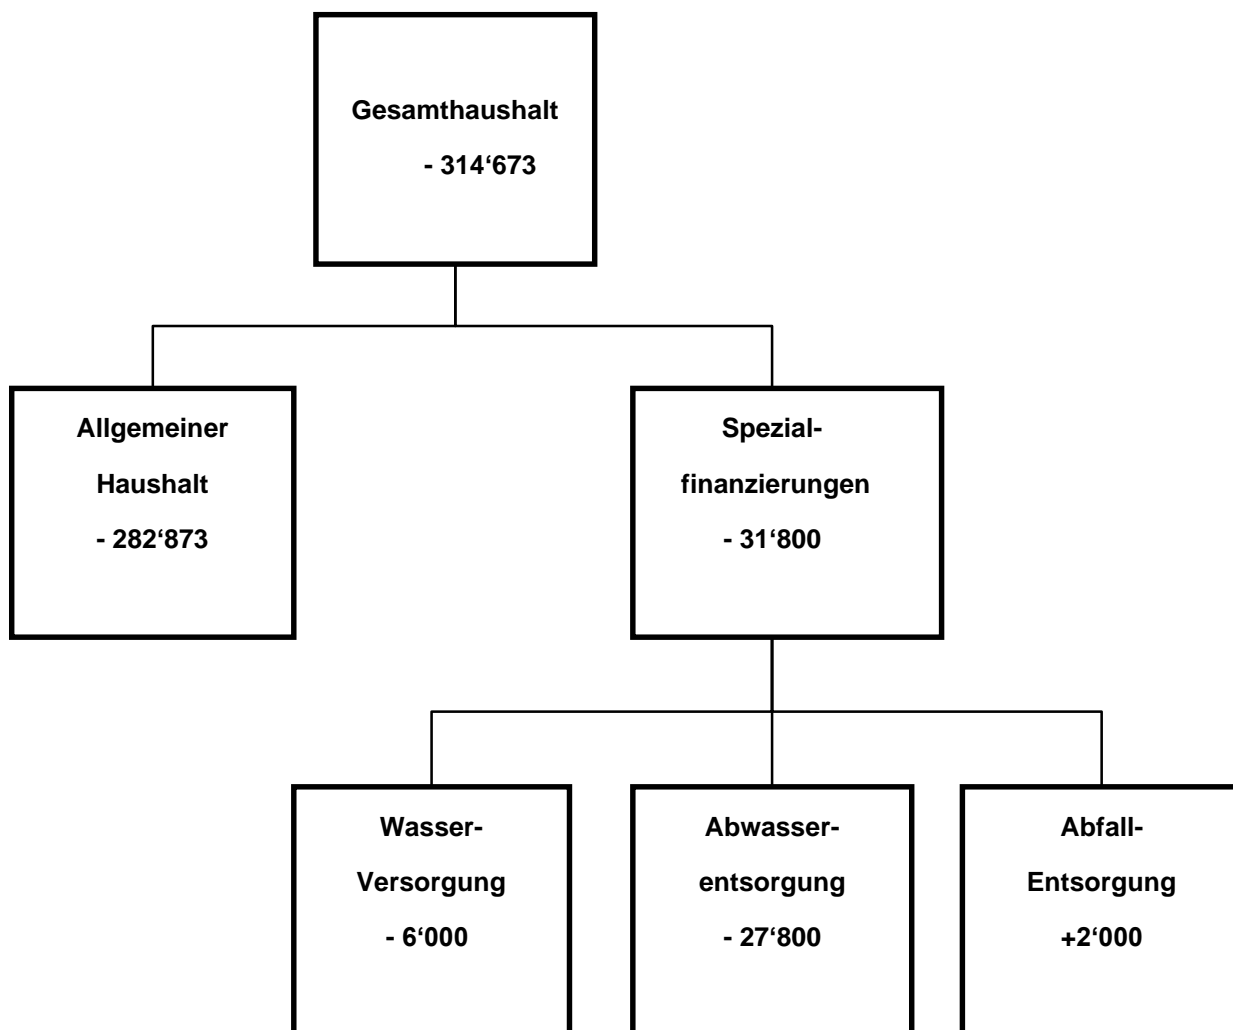 Gesamthaushalt
- 314‘673
Allgemeiner
Haushalt
- 282‘873
Spezial-
finanzierungen
- 31‘800
Wasser-
Versorgung
- 6‘000
Abwasser-
entsorgung
- 27‘800
Abfall-
Entsorgung
+2‘000